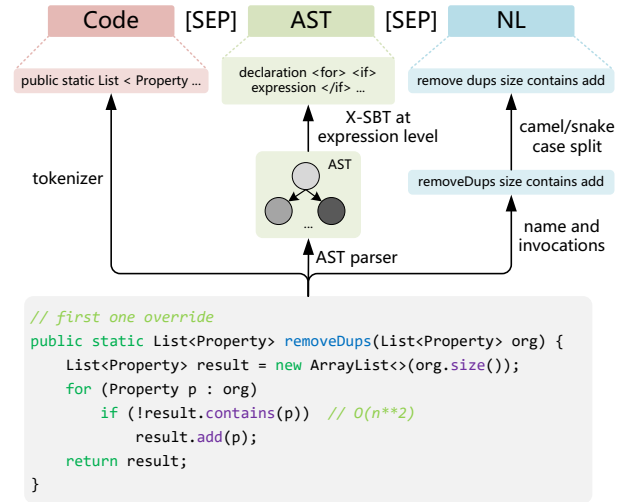 Code [SEP] AST [SEP] NL
public static List < Property ...
declaration <for> <if>
expression </if> ...
remove dups size contains add
X-SBT at
expression level
camel/snake
case split
tokenizer
AST
...
removeDups size contains add
name and
invocations
AST parser
// first one override
public static List<Property> removeDups(List<Property> org) {
    List<Property> result = new ArrayList<>(org.size());
    for (Property p : org)
        if (!result.contains(p))  // O(n**2)
            result.add(p);
    return result;
}